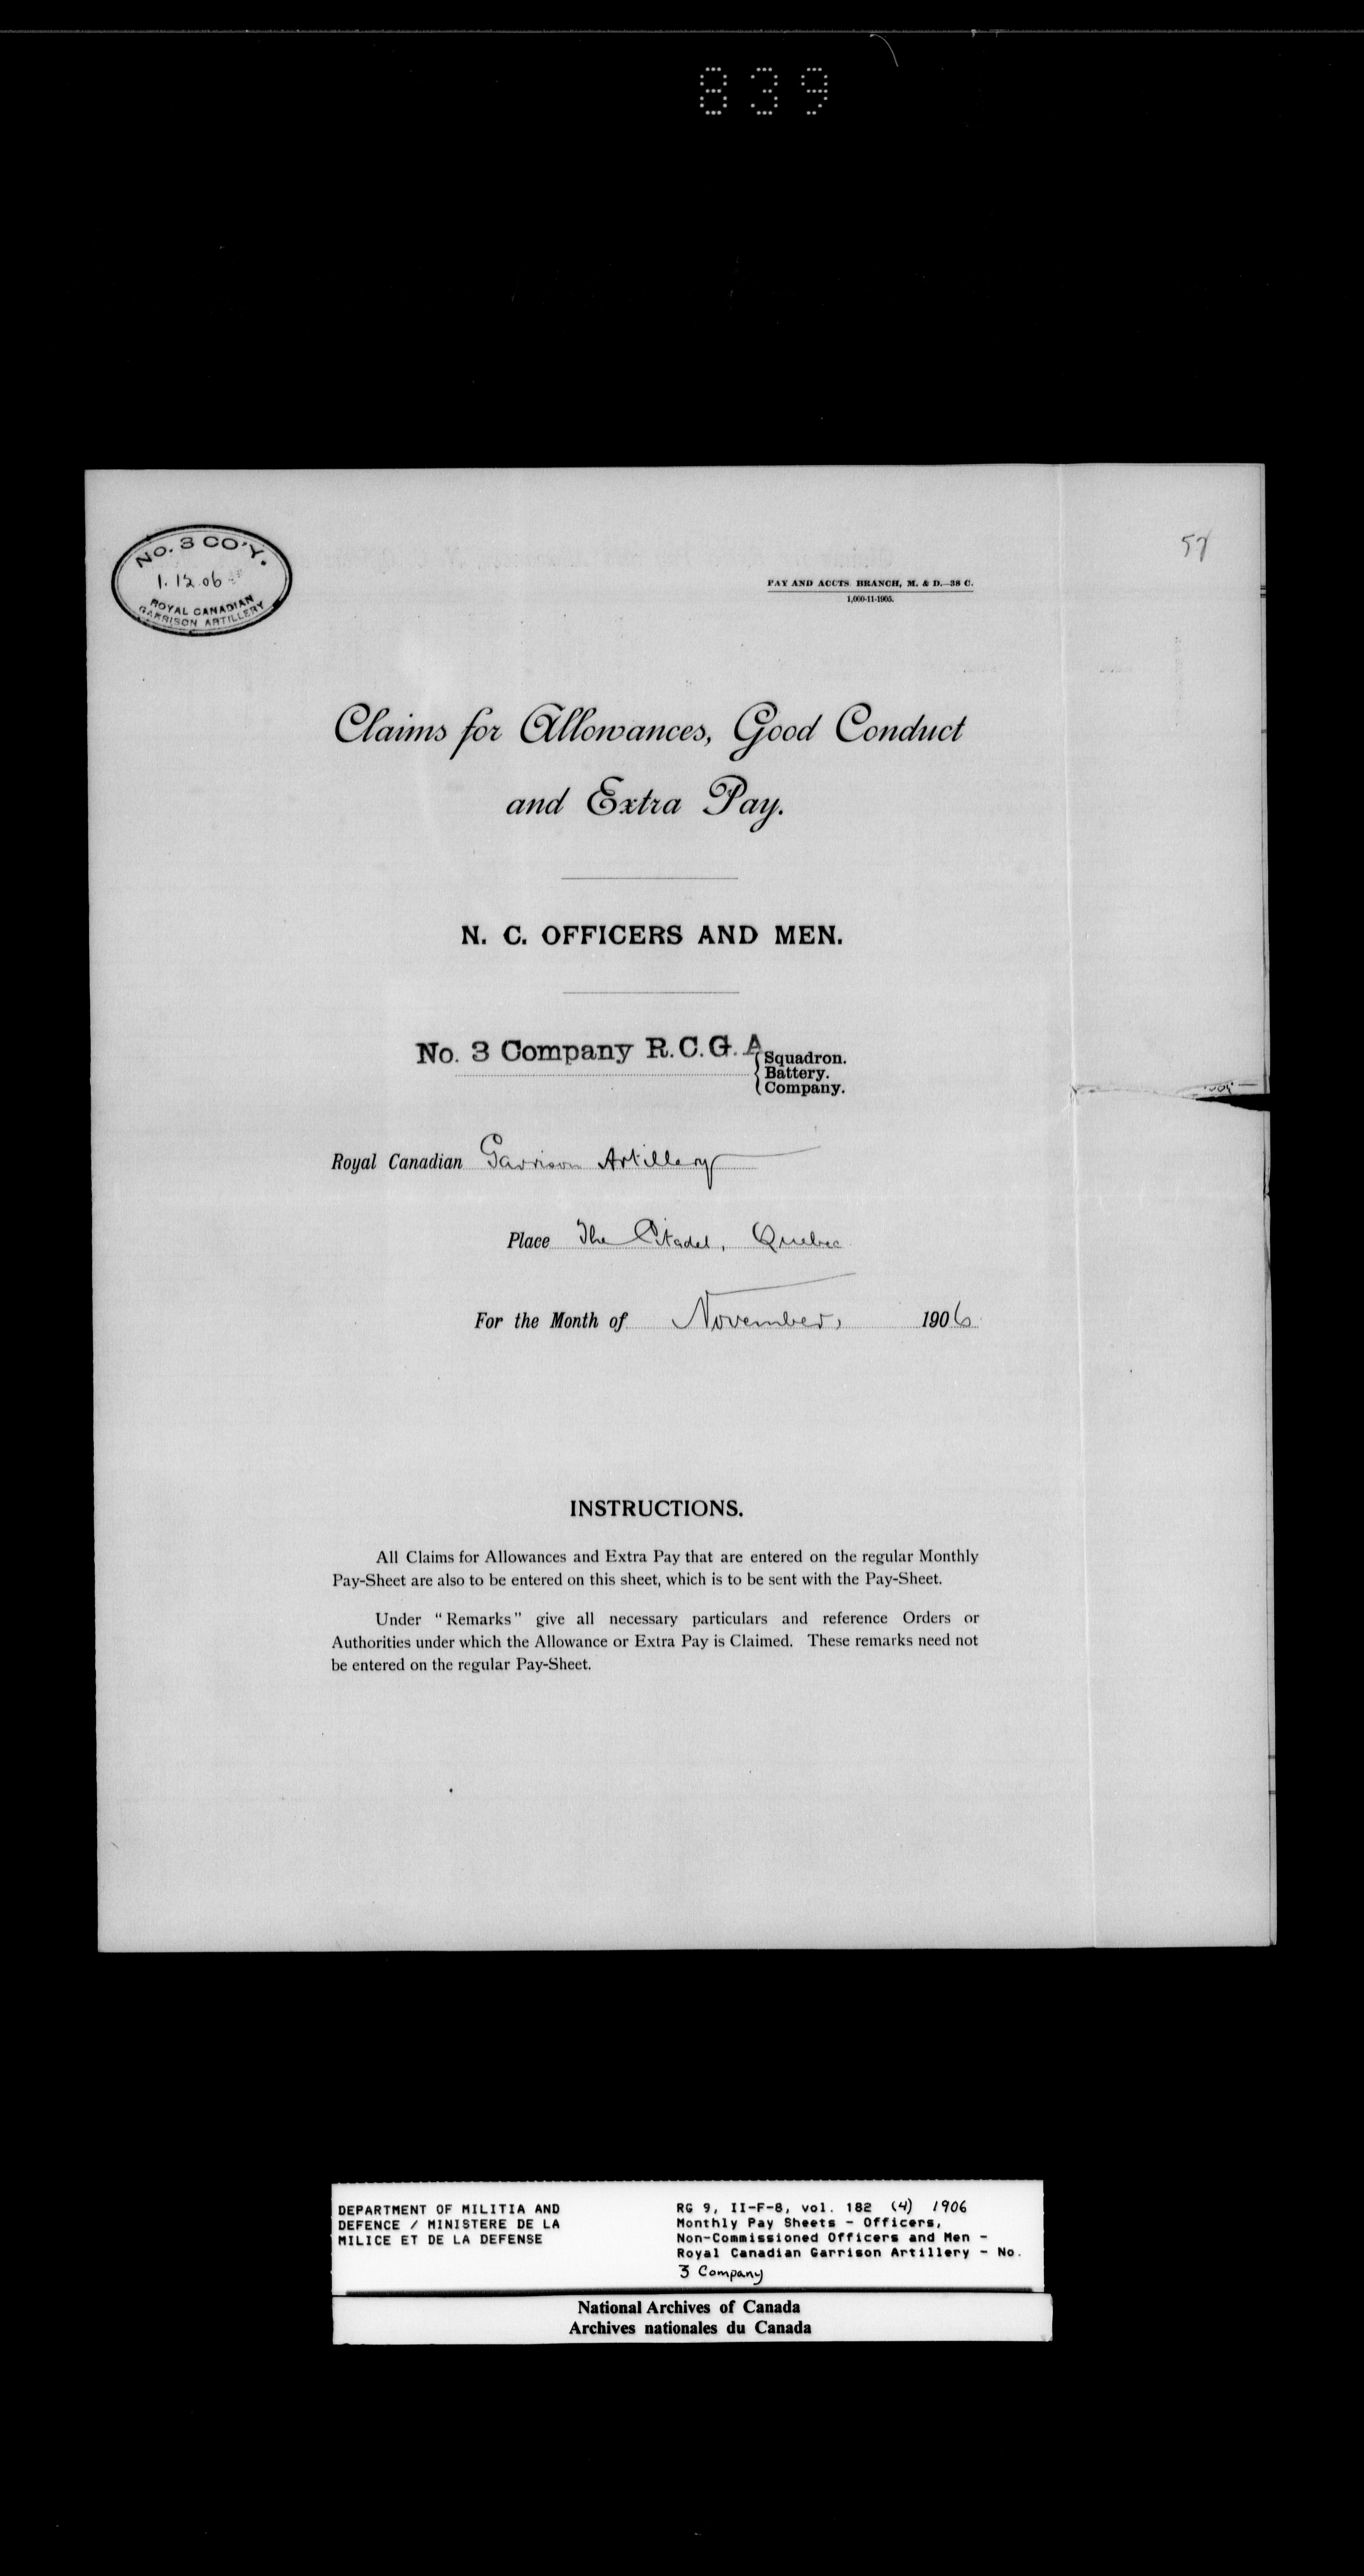 839
NO. 3 CO'Y.
1.12.06
ROYAL CANADIAN
GARRISON ARTILLERY
PAY AND ACCTS. BRANCH, M. & D.—38 C.
1,000-11-1905.
Claims for Allowances, Good Conduct
and Extra Pay.
N. C. OFFICERS AND MEN.
No. 3 Company R.C.G.A
Squadron.
Battery.
Company.
Royal Canadian Garrison Artillery
Place The Citadel, Quebec
For the Month of November, 1906
INSTRUCTIONS.
All Claims for Allowances and Extra Pay that are entered on the regular Monthly
Pay-Sheet are also to be entered on this sheet, which is to be sent with the Pay-Sheet.
Under "Remarks" give all necessary particulars and reference Orders or
Authorities under which the Allowance or Extra Pay is Claimed. These remarks need not
be entered on the regular Pay-Sheet.
DEPARTMENT OF MILITIA AND
DEFENCE / MINISTERE DE LA
MILICE ET DE LA DEFENSE
RG 9, II-F-8, vol. 182 (4) 1906
Monthly Pay Sheets - Officers,
Non-Commissioned Officers and Men -
Royal Canadian Garrison Artillery - No.
3 Company
National Archives of Canada
Archives nationales du Canada